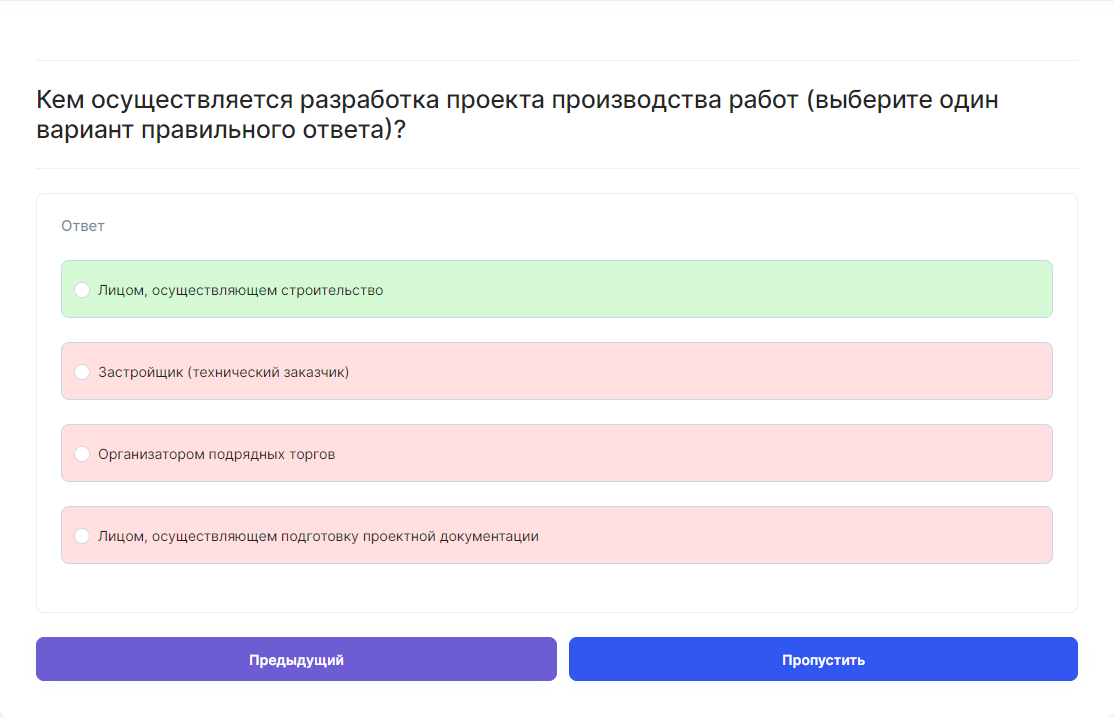 Кем осуществляется разработка проекта производства работ (выберите один
вариант правильного ответа)?
Ответ
Лицом, осуществляющем строительство
Застройщик (технический заказчик)
Организатором подрядных торгов
Лицом, осуществляющем подготовку проектной документации
Предыдущий
Пропустить